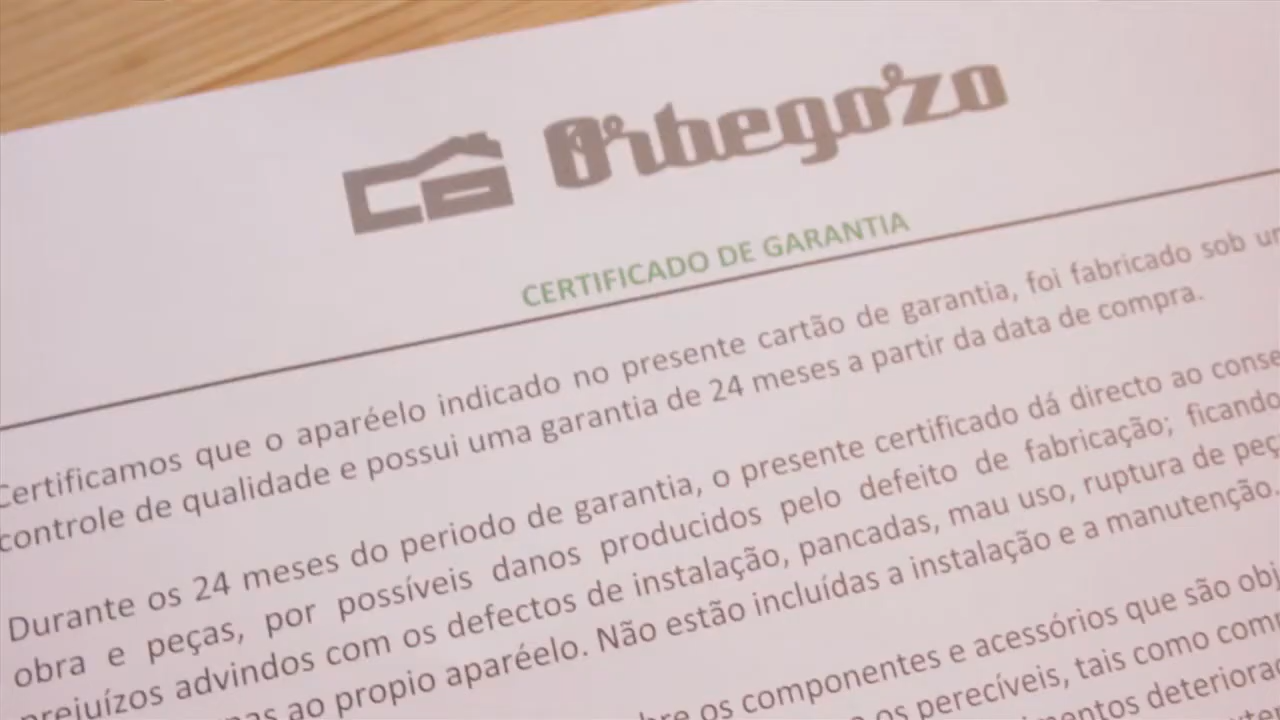 Orbegozo
CERTIFICADO DE GARANTIA
Certificamos que o aparéelo indicado no presente cartão de garantia, foi fabricado sob
controle de qualidade e possui uma garantia de 24 meses a partir da data de compra.
Durante os 24 meses do periodo de garantia, o presente certificado dá directo ao
obra e peças, por possíveis danos producidos pelo defeito de fabricação; ficando
prejuízos advindos com os defectos de instalação, pancadas, mau uso, ruptura de
ao propio aparéelo. Não estão incluídas a instalação e a manutenção.
os componentes e acessórios que são
os perecíveis, tais como